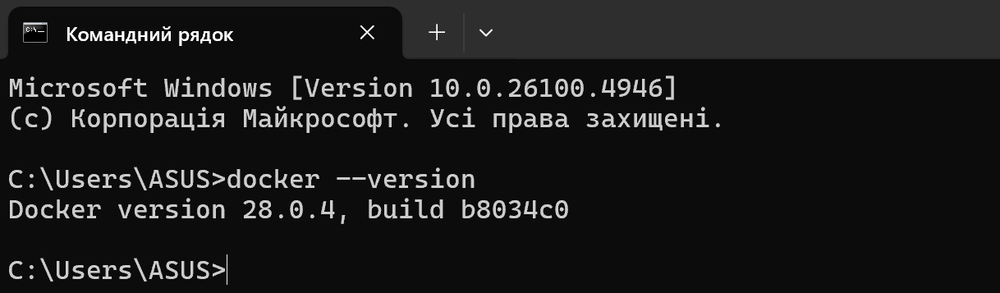 Командний рядок
Microsoft Windows [Version 10.0.26100.4946]
(c) Корпорація Майкрософт. Усі права захищені.
C:\Users\ASUS>docker --version
Docker version 28.0.4, build b8034c0
C:\Users\ASUS>